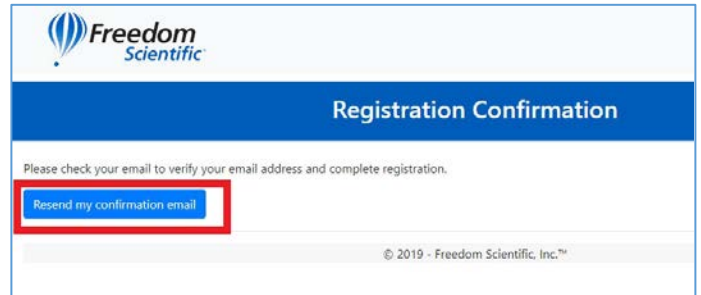 Freedom
Scientific
Registration Confirmation
Please check your email to verify your email address and complete registration.
Resend my confirmation email
© 2019 - Freedom Scientific, Inc.™